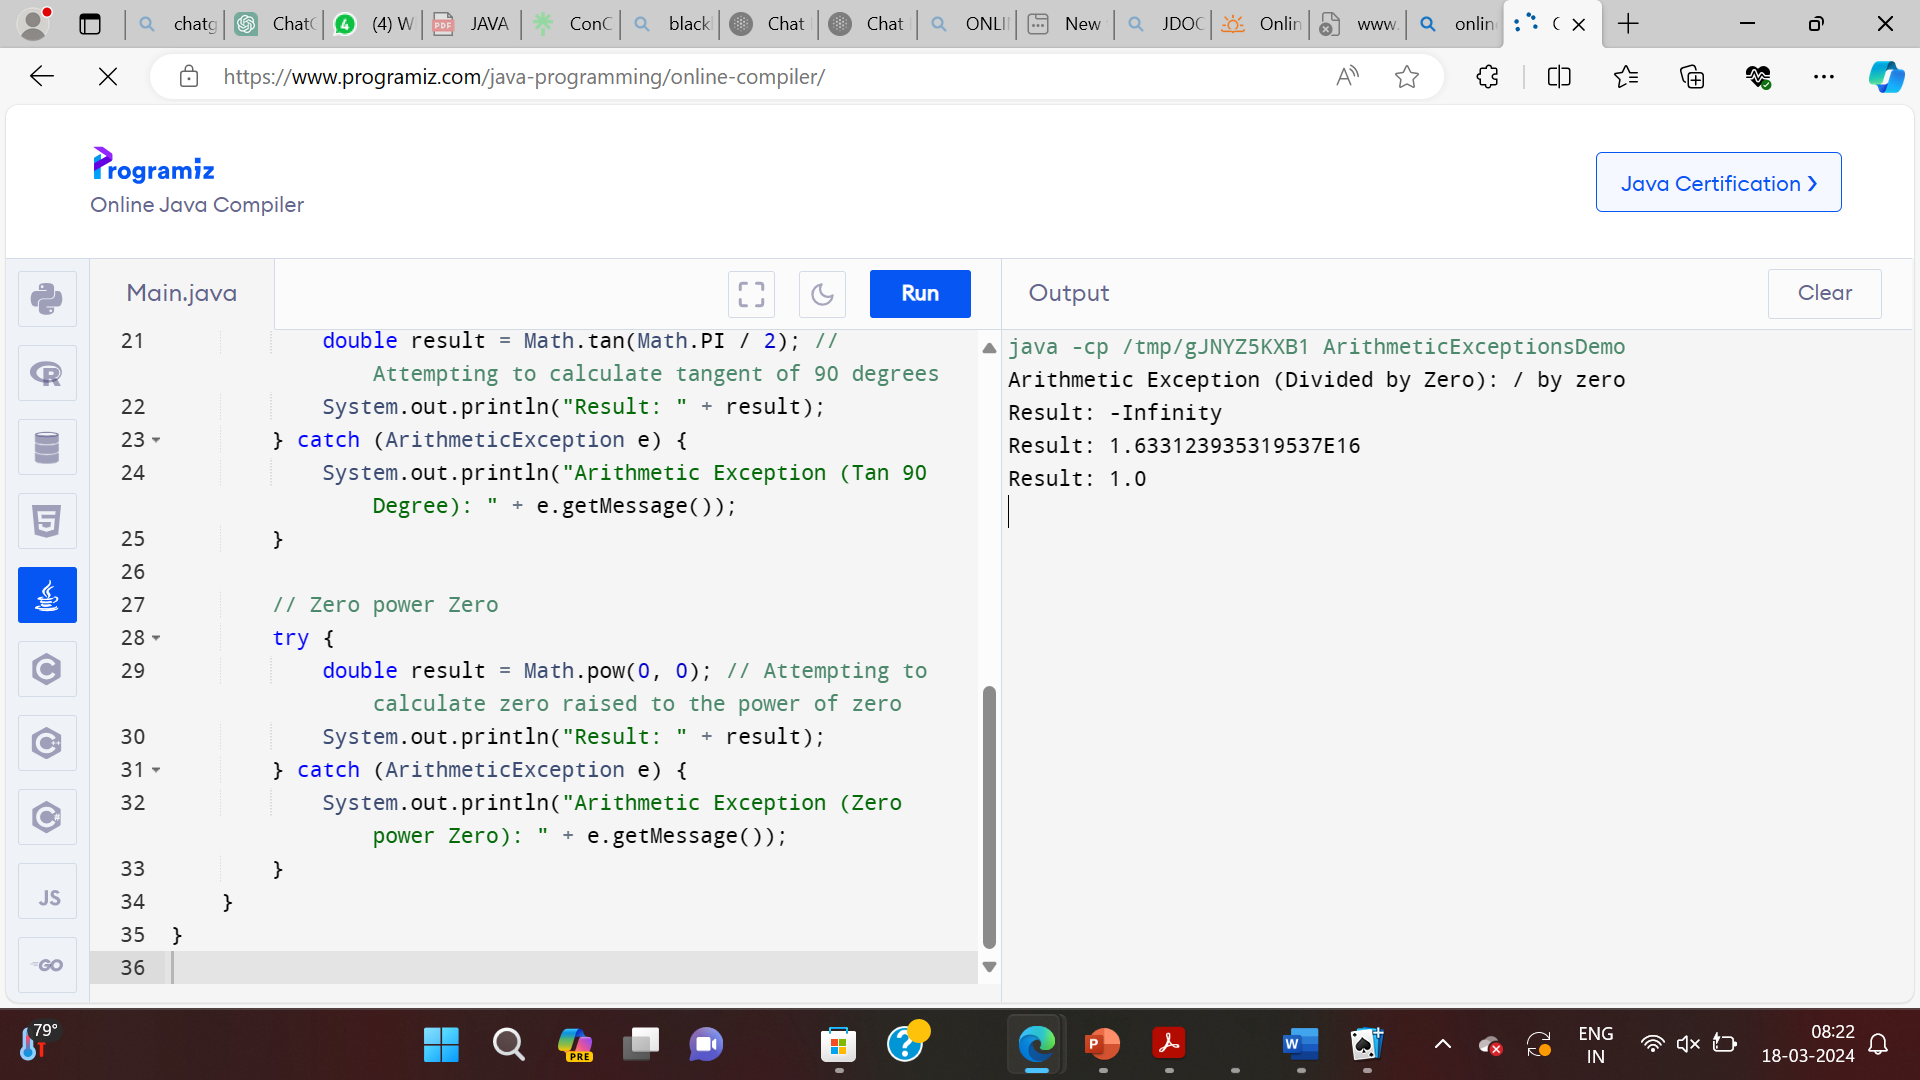 chatg
ChatG
(4) W
JAVA
ConC
black
Chat
Chat
ONLI
New
JDOC
Onlin
www.
onlin
C
https://www.programiz.com/java-programming/online-compiler/
Programiz
Online Java Compiler
Java Certification ❯
Main.java
Run
Output
Clear
21 double result = Math.tan(Math.PI / 2); //
Attempting to calculate tangent of 90 degrees
22 System.out.println("Result: " + result);
23 } catch (ArithmeticException e) {
24 System.out.println("Arithmetic Exception (Tan 90
Degree): " + e.getMessage());
25 }
26
27 // Zero power Zero
28 try {
29 double result = Math.pow(0, 0); // Attempting to
calculate zero raised to the power of zero
30 System.out.println("Result: " + result);
31 } catch (ArithmeticException e) {
32 System.out.println("Arithmetic Exception (Zero
power Zero): " + e.getMessage());
33 }
34 }
35 }
36
java -cp /tmp/gJNYZ5KXB1 ArithmeticExceptionsDemo
Arithmetic Exception (Divided by Zero): / by zero
Result: -Infinity
Result: 1.633123935319537E16
Result: 1.0
JS
GO
79°
PRE
ENG
IN
08:22
18-03-2024